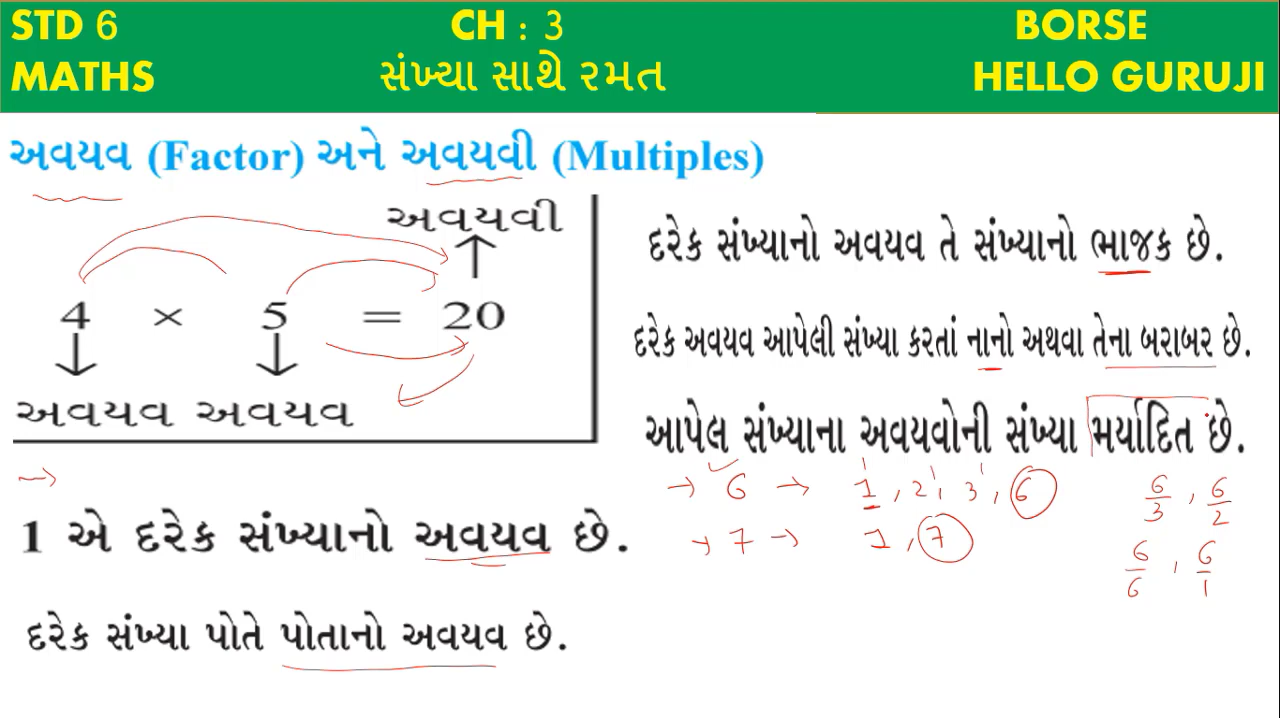 STD 6
CH : 3
BORSE
MATHS
સંખ્યા સાથે રમત
HELLO GURUJI
અવયવ (Factor) અને અવયવી (Multiples)
અવયવી
4 × 5 = 20
અવયવ અવયવ
1 એ દરેક સંખ્યાનો અવયવ છે.
દરેક સંખ્યા પોતે પોતાનો અવયવ છે.
દરેક સંખ્યાનો અવયવ તે સંખ્યાનો ભાજક છે.
દરેક અવયવ આપેલી સંખ્યા કરતાં નાનો અથવા તેના બરાબર છે.
આપેલ સંખ્યાના અવયવોની સંખ્યા મર્યાદિત છે.
→ 6 → 1, 2, 3, 6
→ 7 → 1, 7
6/3, 6/2
6/6, 6/1